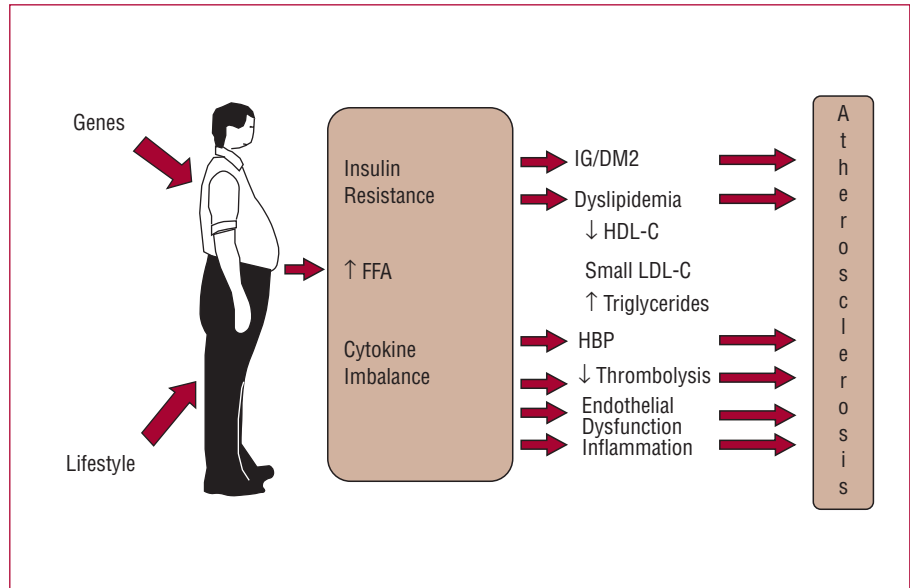 Genes
Lifestyle
Insulin
Resistance
↑ FFA
Cytokine
Imbalance
IG/DM2
Dyslipidemia
↓ HDL-C
Small LDL-C
↑ Triglycerides
HBP
↓ Thrombolysis
Endothelial
Dysfunction
Inflammation
A
t
h
e
r
o
s
c
l
e
r
o
s
i
s